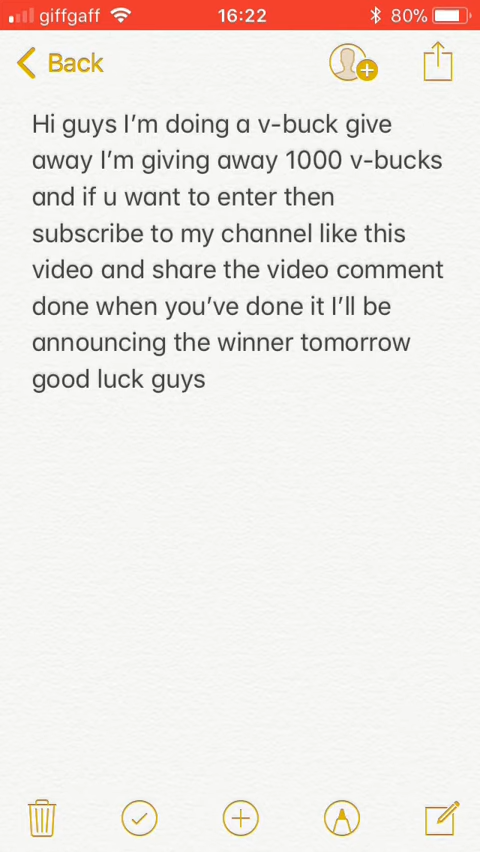 giffgaff 16:22 80%
Back
Hi guys I’m doing a v-buck give
away I’m giving away 1000 v-bucks
and if u want to enter then
subscribe to my channel like this
video and share the video comment
done when you’ve done it I’ll be
announcing the winner tomorrow
good luck guys